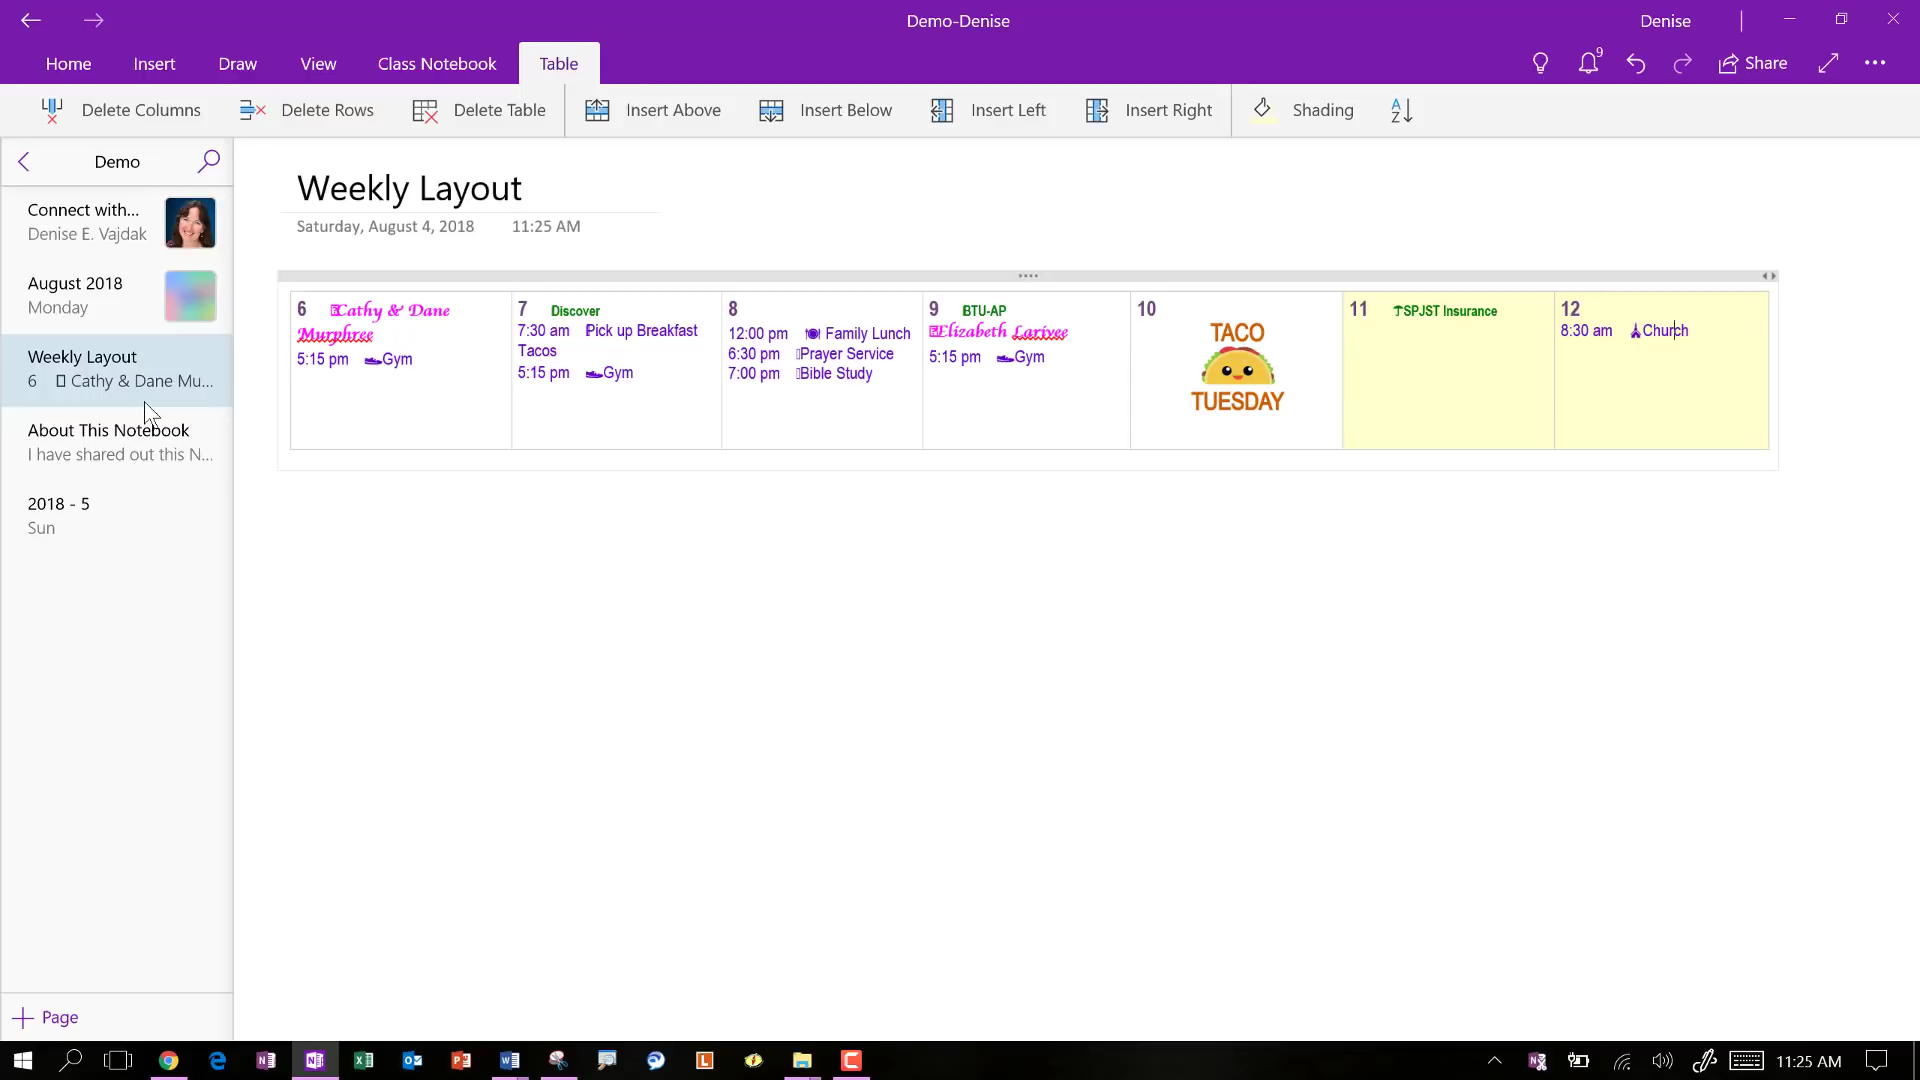 Demo-Denise
Denise
Home
Insert
Draw
View
Class Notebook
Table
9
Share
Delete Columns
Delete Rows
Delete Table
Insert Above
Insert Below
Insert Left
Insert Right
Shading
A
Z
Demo
Connect with...
Denise E. Vajdak
August 2018
Monday
Weekly Layout
6 Cathy & Dane Mu...
About This Notebook
I have shared out this N...
2018 - 5
Sun
Page
Weekly Layout
Saturday, August 4, 2018 11:25 AM
6 Cathy & Dane
Murphree
5:15 pm Gym
7 Discover
7:30 am Pick up Breakfast
Tacos
5:15 pm Gym
8
12:00 pm Family Lunch
6:30 pm Prayer Service
7:00 pm Bible Study
9 BTU-AP
Elizabeth Larivee
5:15 pm Gym
10
TACO
TUESDAY
11 SPJST Insurance
12
8:30 am Church
11:25 AM